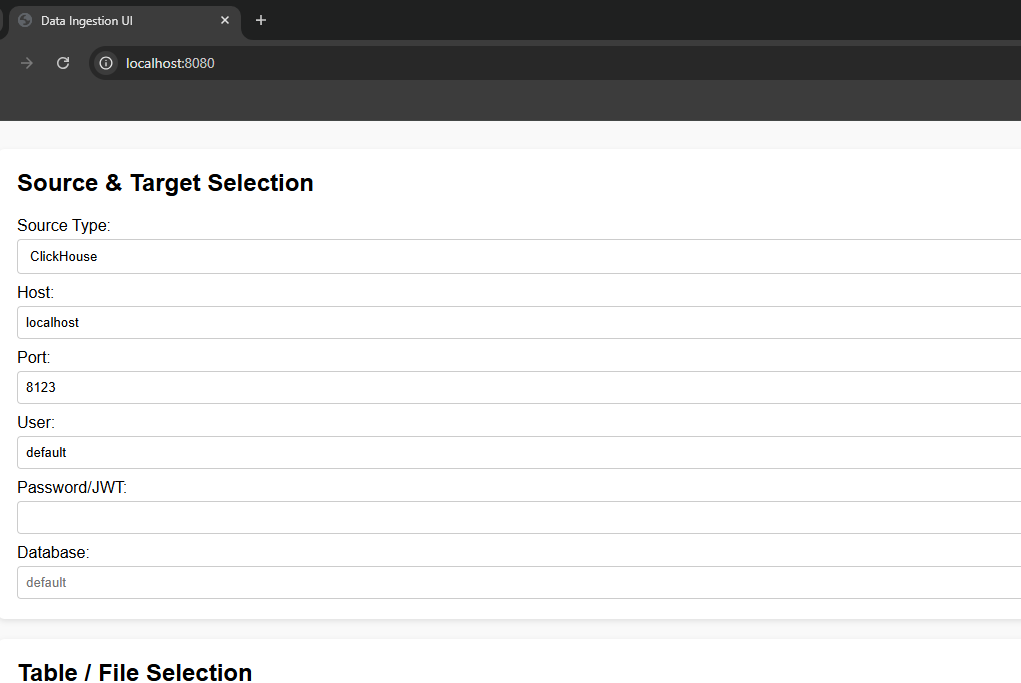 Data Ingestion UI
localhost:8080
Source & Target Selection
Source Type:
ClickHouse
Host:
localhost
Port:
8123
User:
default
Password/JWT:
Database:
default
Table / File Selection